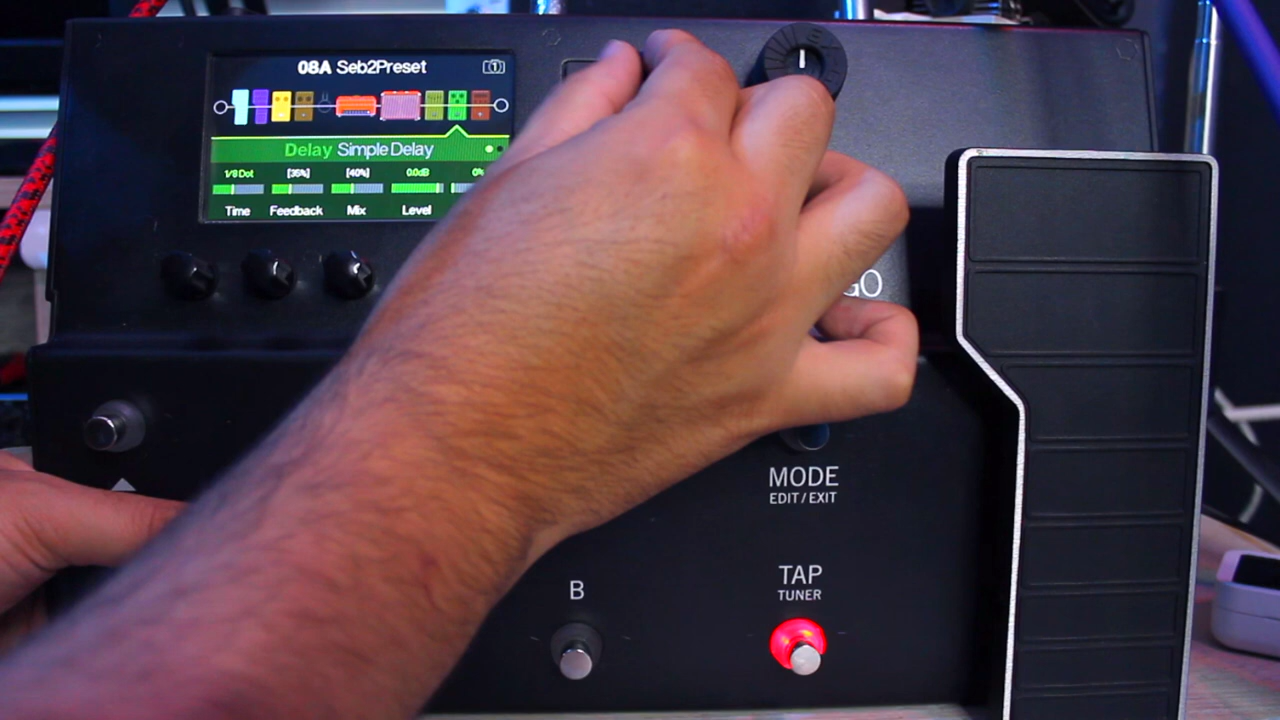 08A Seb2Preset
1
Delay Simple Delay
1/8 Dot [35%] [40%] 0.0dB 0%
Time Feedback Mix Level
GO
MODE
EDIT / EXIT
TAP
TUNER
B